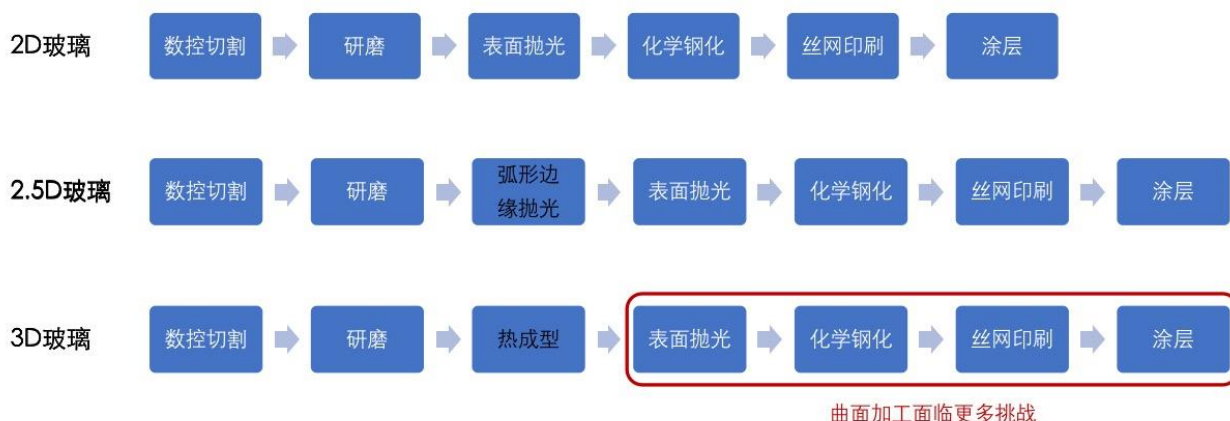 2D玻璃 数控切割 研磨 表面抛光 化学钢化 丝网印刷 涂层
2.5D玻璃 数控切割 研磨 弧形边 缘抛光 表面抛光 化学钢化 丝网印刷 涂层
3D玻璃 数控切割 研磨 热成型 表面抛光 化学钢化 丝网印刷 涂层
曲面加工面临更多挑战